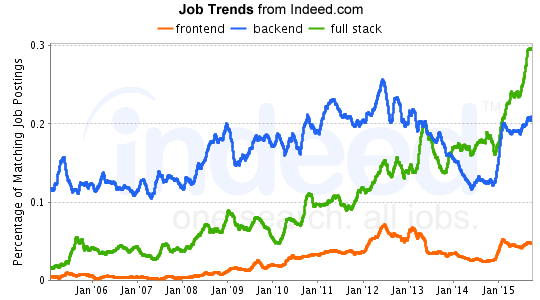 Job Trends from Indeed.com
frontend backend full stack
Percentage of Matching Job Postings
0.3
0.2
0.1
0
indeed™
one search. all jobs.
Jan'06 Jan'07 Jan'08 Jan'09 Jan'10 Jan'11 Jan'12 Jan'13 Jan'14 Jan'15